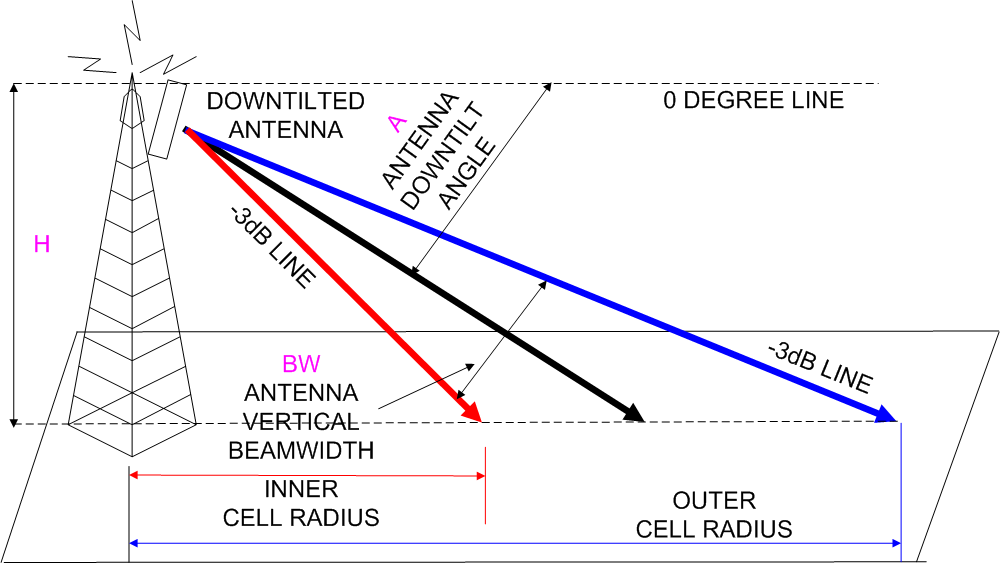 0 DEGREE LINE
DOWNTILTED
ANTENNA
A
ANTENNA
DOWNTILT
ANGLE
H
-3dB LINE
-3dB LINE
BW
ANTENNA
VERTICAL
BEAMWIDTH
INNER
CELL RADIUS
OUTER
CELL RADIUS